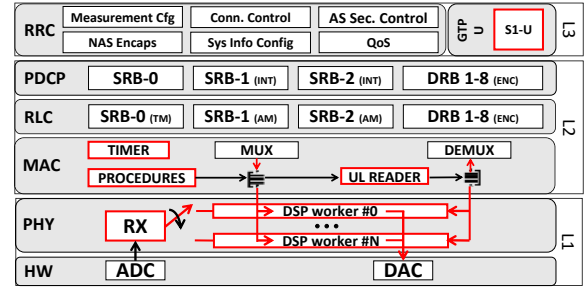 RRC
Measurement Cfg
Conn. Control
AS Sec. Control
NAS Encaps
Sys Info Config
QoS
GTP
U
S1-U
L3
PDCP
SRB-0
SRB-1 (INT)
SRB-2 (INT)
DRB 1-8 (ENC)
RLC
SRB-0 (TM)
SRB-1 (AM)
SRB-2 (AM)
DRB 1-8 (ENC)
L2
MAC
TIMER
MUX
DEMUX
PROCEDURES
UL READER
PHY
RX
DSP worker #0
•••
DSP worker #N
L1
HW
ADC
DAC